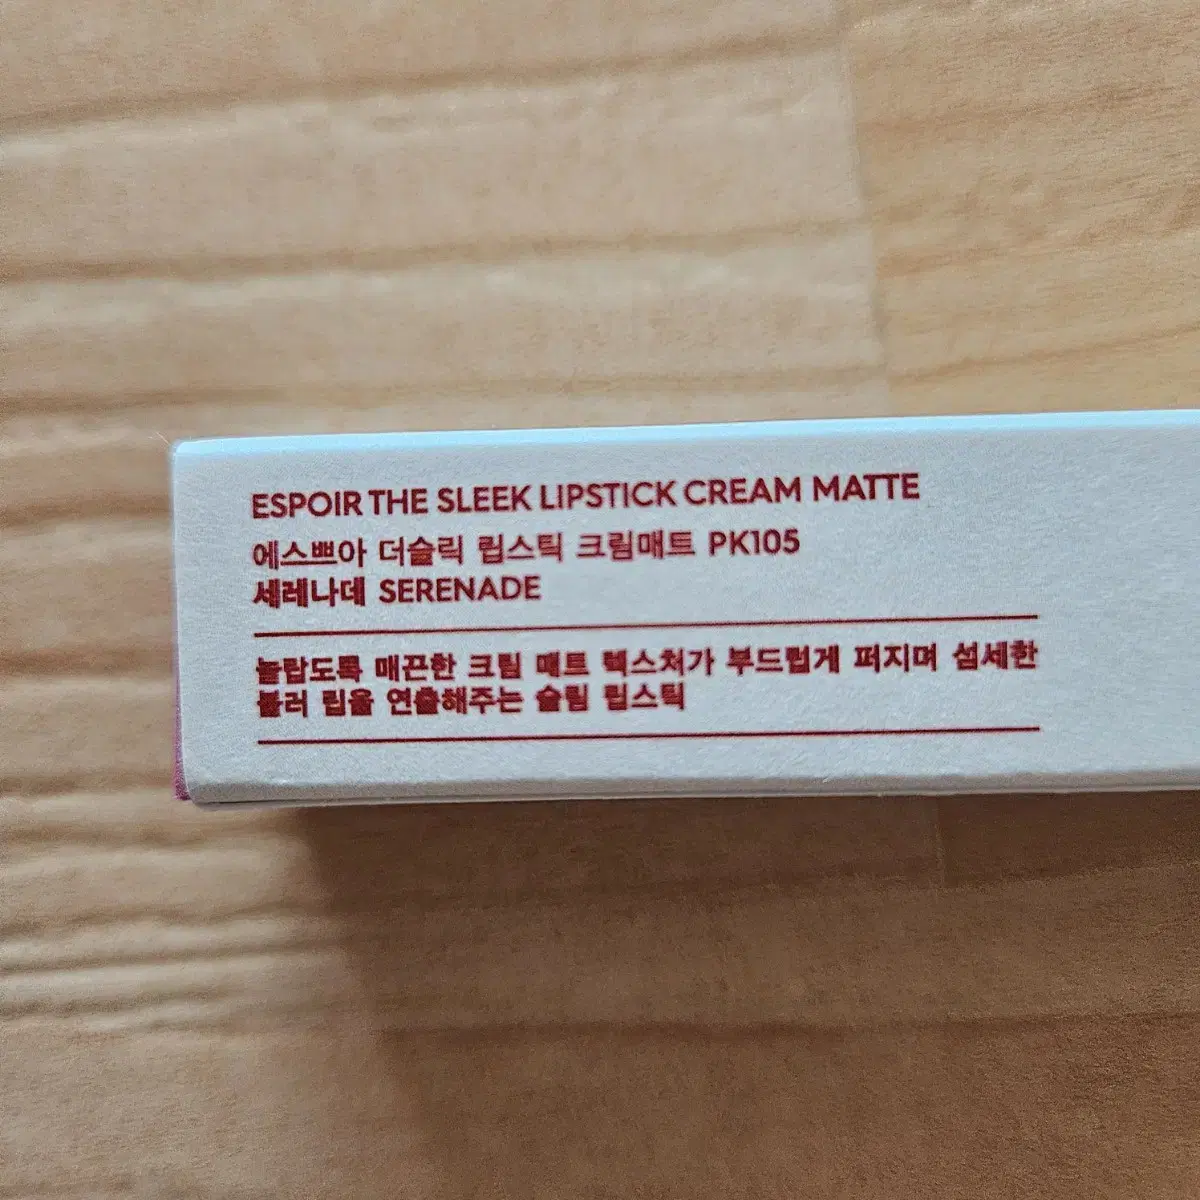 ESPOIR THE SLEEK LIPSTICK CREAM MATTE
에스쁘아 더슬릭 립스틱 크림매트 PK105
세레나데 SERENADE
놀랍도록 매끈한 크림 매트 텍스처가 부드럽게 퍼지며 섬세한
블러 립을 연출해주는 슬림 립스틱